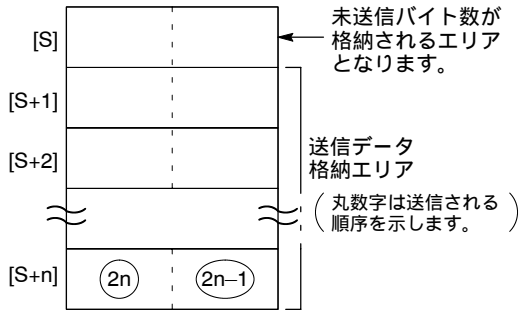 [S]
未送信バイト数が
格納されるエリア
となります。
[S+1]
[S+2]
送信データ
格納エリア
(丸数字は送信される
順序を示します。)
[S+n]
2n
2n–1